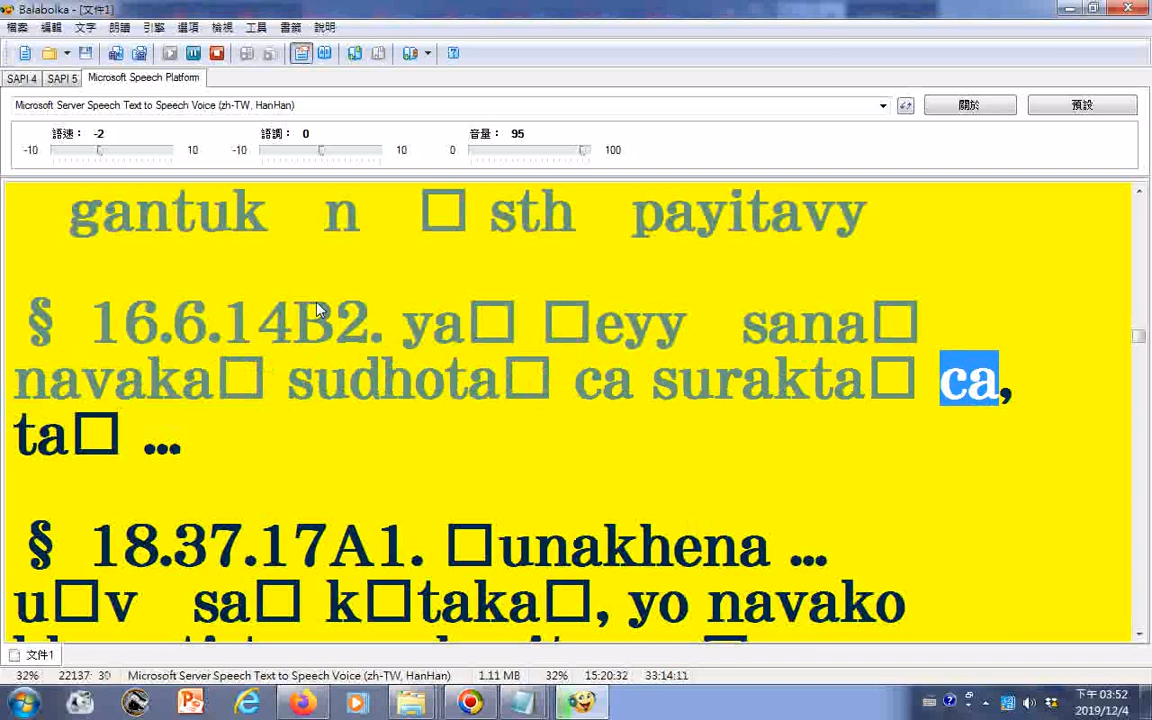 Balabolka - [文件1]
檔案 編輯 文字 朗讀 引擎 選項 檢視 工具 書籤 說明
SAPI 4 SAPI 5 Microsoft Speech Platform
Microsoft Server Speech Text to Speech Voice (zh-TW, HanHan) 關於 預設
語速: -2 語調: 0 音量: 95
-10 10 -10 10 0 100
gantuk n □ sth payitavy
§ 16.6.14B2. ya□ □eyy sana□
navaka□ sudhota□ ca surakta□ ca,
ta□ ...
§ 18.37.17A1. □unakhena ...
u□v sa□ k□taka□, yo navako
文件1
32% 22137: 30 Microsoft Server Speech Text to Speech Voice (zh-TW, HanHan) 1.11 MB 32% 15:20:32 33:14:11
下午 03:52
2019/12/4